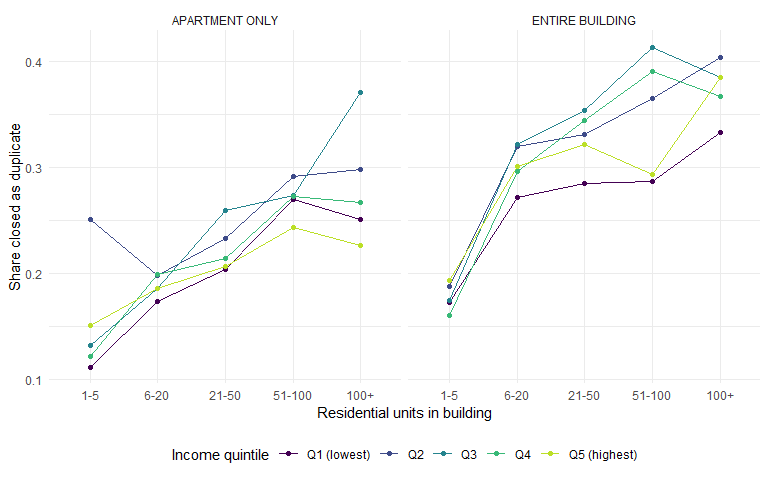 APARTMENT ONLY
ENTIRE BUILDING
Share closed as duplicate
0.4
0.3
0.2
0.1
1-5 6-20 21-50 51-100 100+
1-5 6-20 21-50 51-100 100+
Residential units in building
Income quintile Q1 (lowest) Q2 Q3 Q4 Q5 (highest)